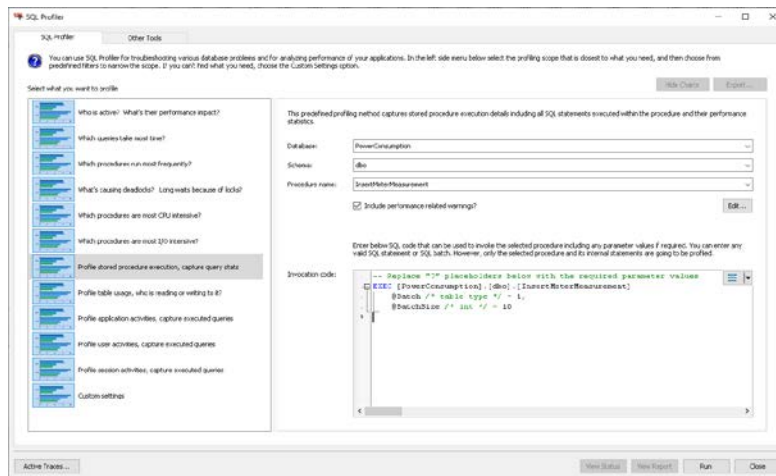 SQL Profiler
SQL Profiler
Other Tools
You can use SQL Profiler for troubleshooting various database problems and for analyzing performance of your applications. In the left side menu below select the profiling scope that is closest to what you need, and then choose from
predefined filters to narrow the scope. If you can't find what you need, choose the Custom Settings option.
Hide Charts
Export...
Select what you want to profile
Who is active? What's their performance impact?
Which queries take most time?
Which procedures run most frequently?
What's causing deadlocks? Long waits because of locks?
Which procedures are most CPU intensive?
Which procedures are most I/O intensive?
Profile stored procedure execution, capture query stats
Profile table usage, who is reading or writing to it?
Profile application activities, capture executed queries
Profile user activities, capture executed queries
Profile session activities, capture executed queries
Custom settings
This predefined profiling method captures stored procedure execution details including all SQL statements executed within the procedure and their performance
statistics.
Database:
PowerConsumption
Schema:
dbo
Procedure name:
InsertMeterMeasurement
Include performance related warnings?
Edit...
Enter below SQL code that can be used to invoke the selected procedure including any parameter values if required. You can enter any
valid SQL statement or SQL batch. However, only the selected procedure and its internal statements are going to be profiled.
Invocation code:
-- Replace "?" placeholders below with the required parameter values
EXEC [PowerConsumption].[dbo].[InsertMeterMeasurement]
@Batch /* table type */ = 1,
@BatchSize /* int */ = 10
Active Traces...
View Status
View Report
Run
Close